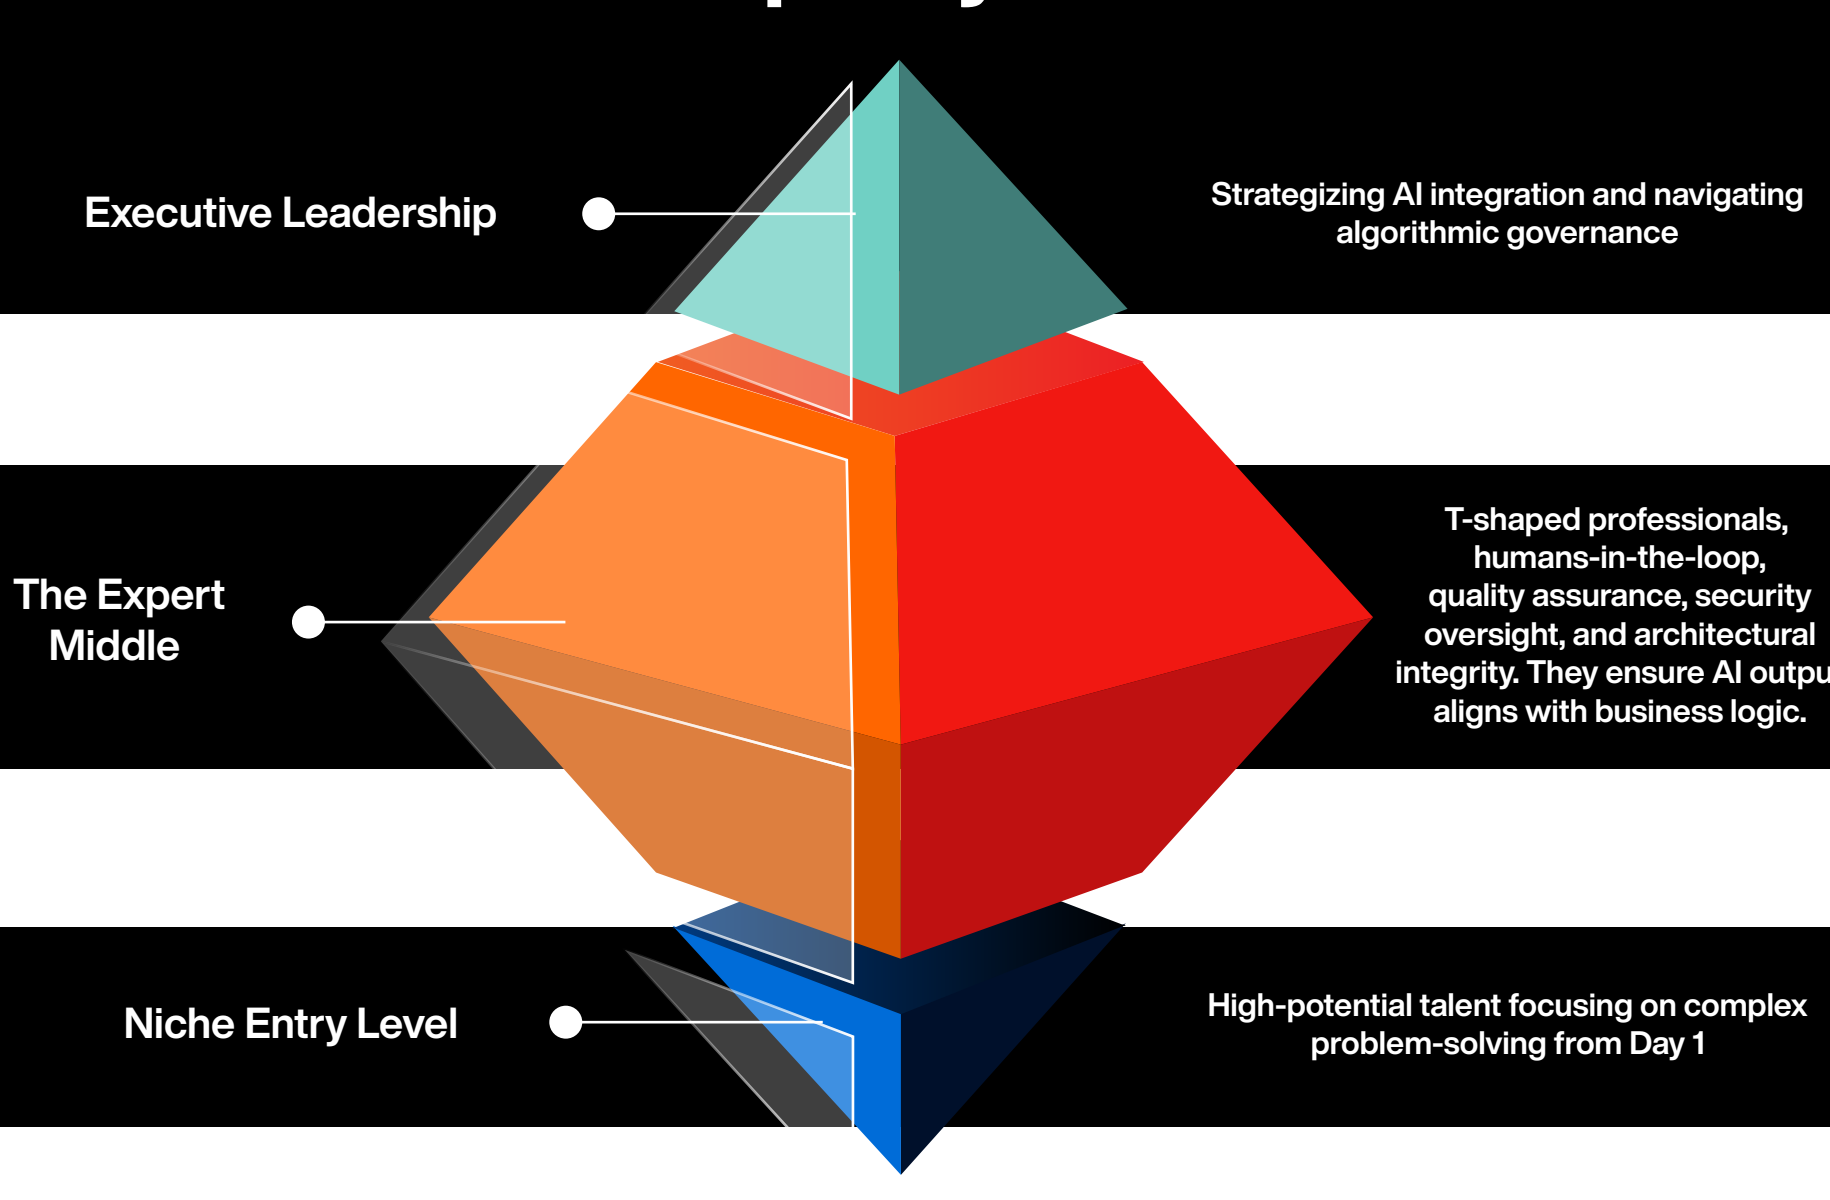 Executive Leadership
Strategizing AI integration and navigating
algorithmic governance
The Expert
Middle
T-shaped professionals,
humans-in-the-loop,
quality assurance, security
oversight, and architectural
integrity. They ensure AI outpu
aligns with business logic.
Niche Entry Level
High-potential talent focusing on complex
problem-solving from Day 1